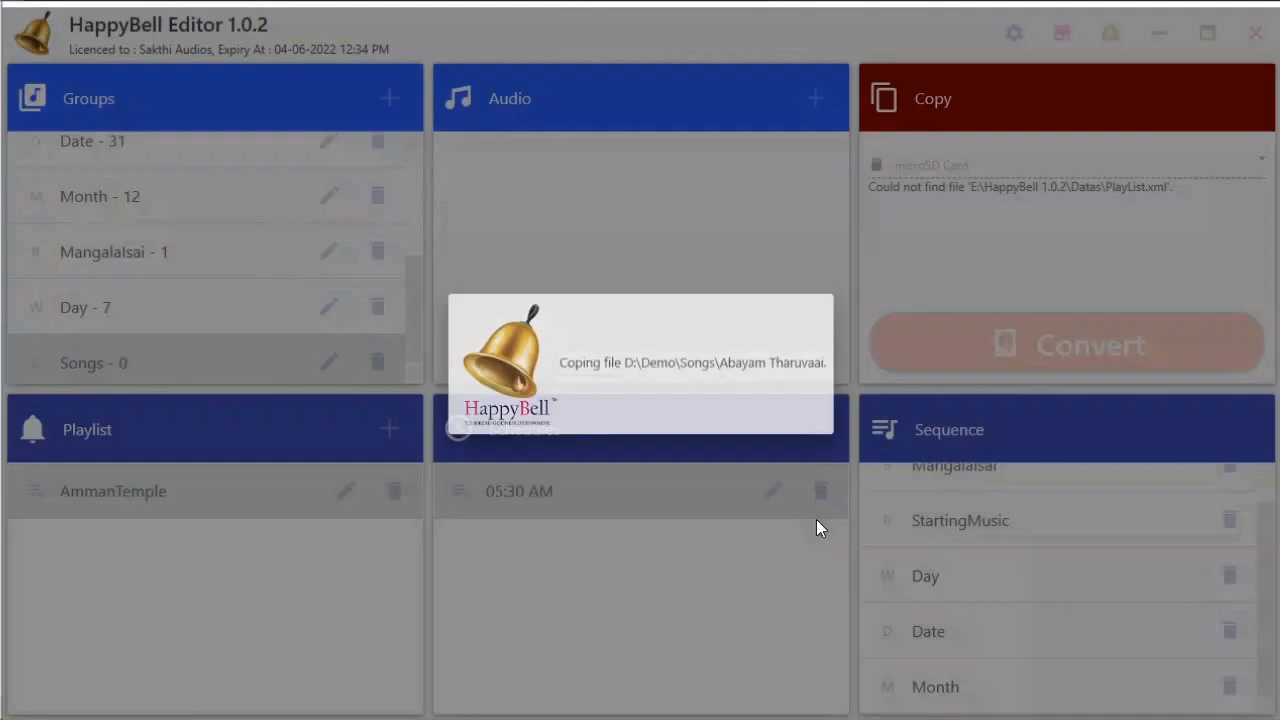 HappyBell Editor 1.0.2
Licenced to : Sakthi Audios, Expiry At : 04-06-2022 12:34 PM
Groups
Date - 31
Month - 12
MangalaIsai - 1
Day - 7
Songs - 0
Audio
Copy
microSD Card
Could not find file 'E:\HappyBell 1.0.2\Datas\PlayList.xml'.
Convert
Coping file D:\Demo\Songs\Abayam Tharuvaai.
HappyBell
Playlist
AmmanTemple
05:30 AM
Sequence
MangalaIsai
StartingMusic
Day
Date
Month